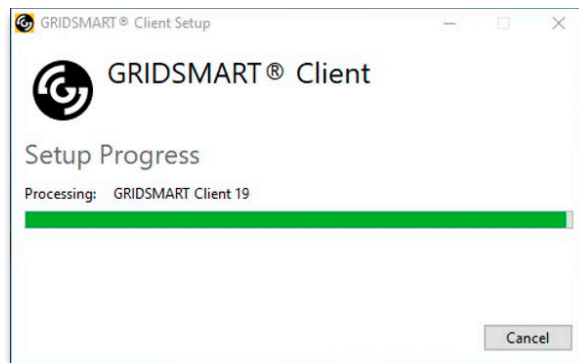 GRIDSMART® Client Setup
GRIDSMART® Client
Setup Progress
Processing: GRIDSMART Client 19
Cancel